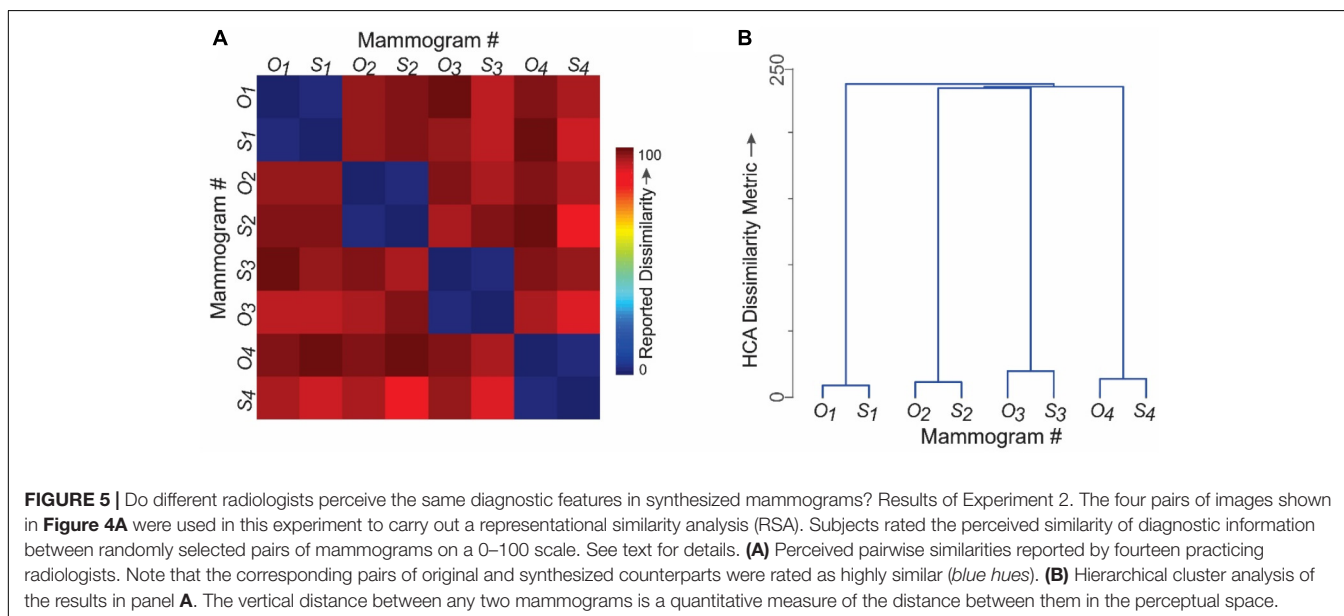 A
Mammogram #
O1 S1 O2 S2 O3 S3 O4 S4
Mammogram #
O1
S1
O2
S2
S3
O3
O4
S4
100
Reported Dissimilarity →
0
B
250
HCA Dissimilarity Metric →
0
O1 S1 O2 S2 O3 S3 O4 S4
Mammogram #
FIGURE 5 | Do different radiologists perceive the same diagnostic features in synthesized mammograms? Results of Experiment 2. The four pairs of images shown
in Figure 4A were used in this experiment to carry out a representational similarity analysis (RSA). Subjects rated the perceived similarity of diagnostic information
between randomly selected pairs of mammograms on a 0–100 scale. See text for details. (A) Perceived pairwise similarities reported by fourteen practicing
radiologists. Note that the corresponding pairs of original and synthesized counterparts were rated as highly similar (blue hues). (B) Hierarchical cluster analysis of
the results in panel A. The vertical distance between any two mammograms is a quantitative measure of the distance between them in the perceptual space.